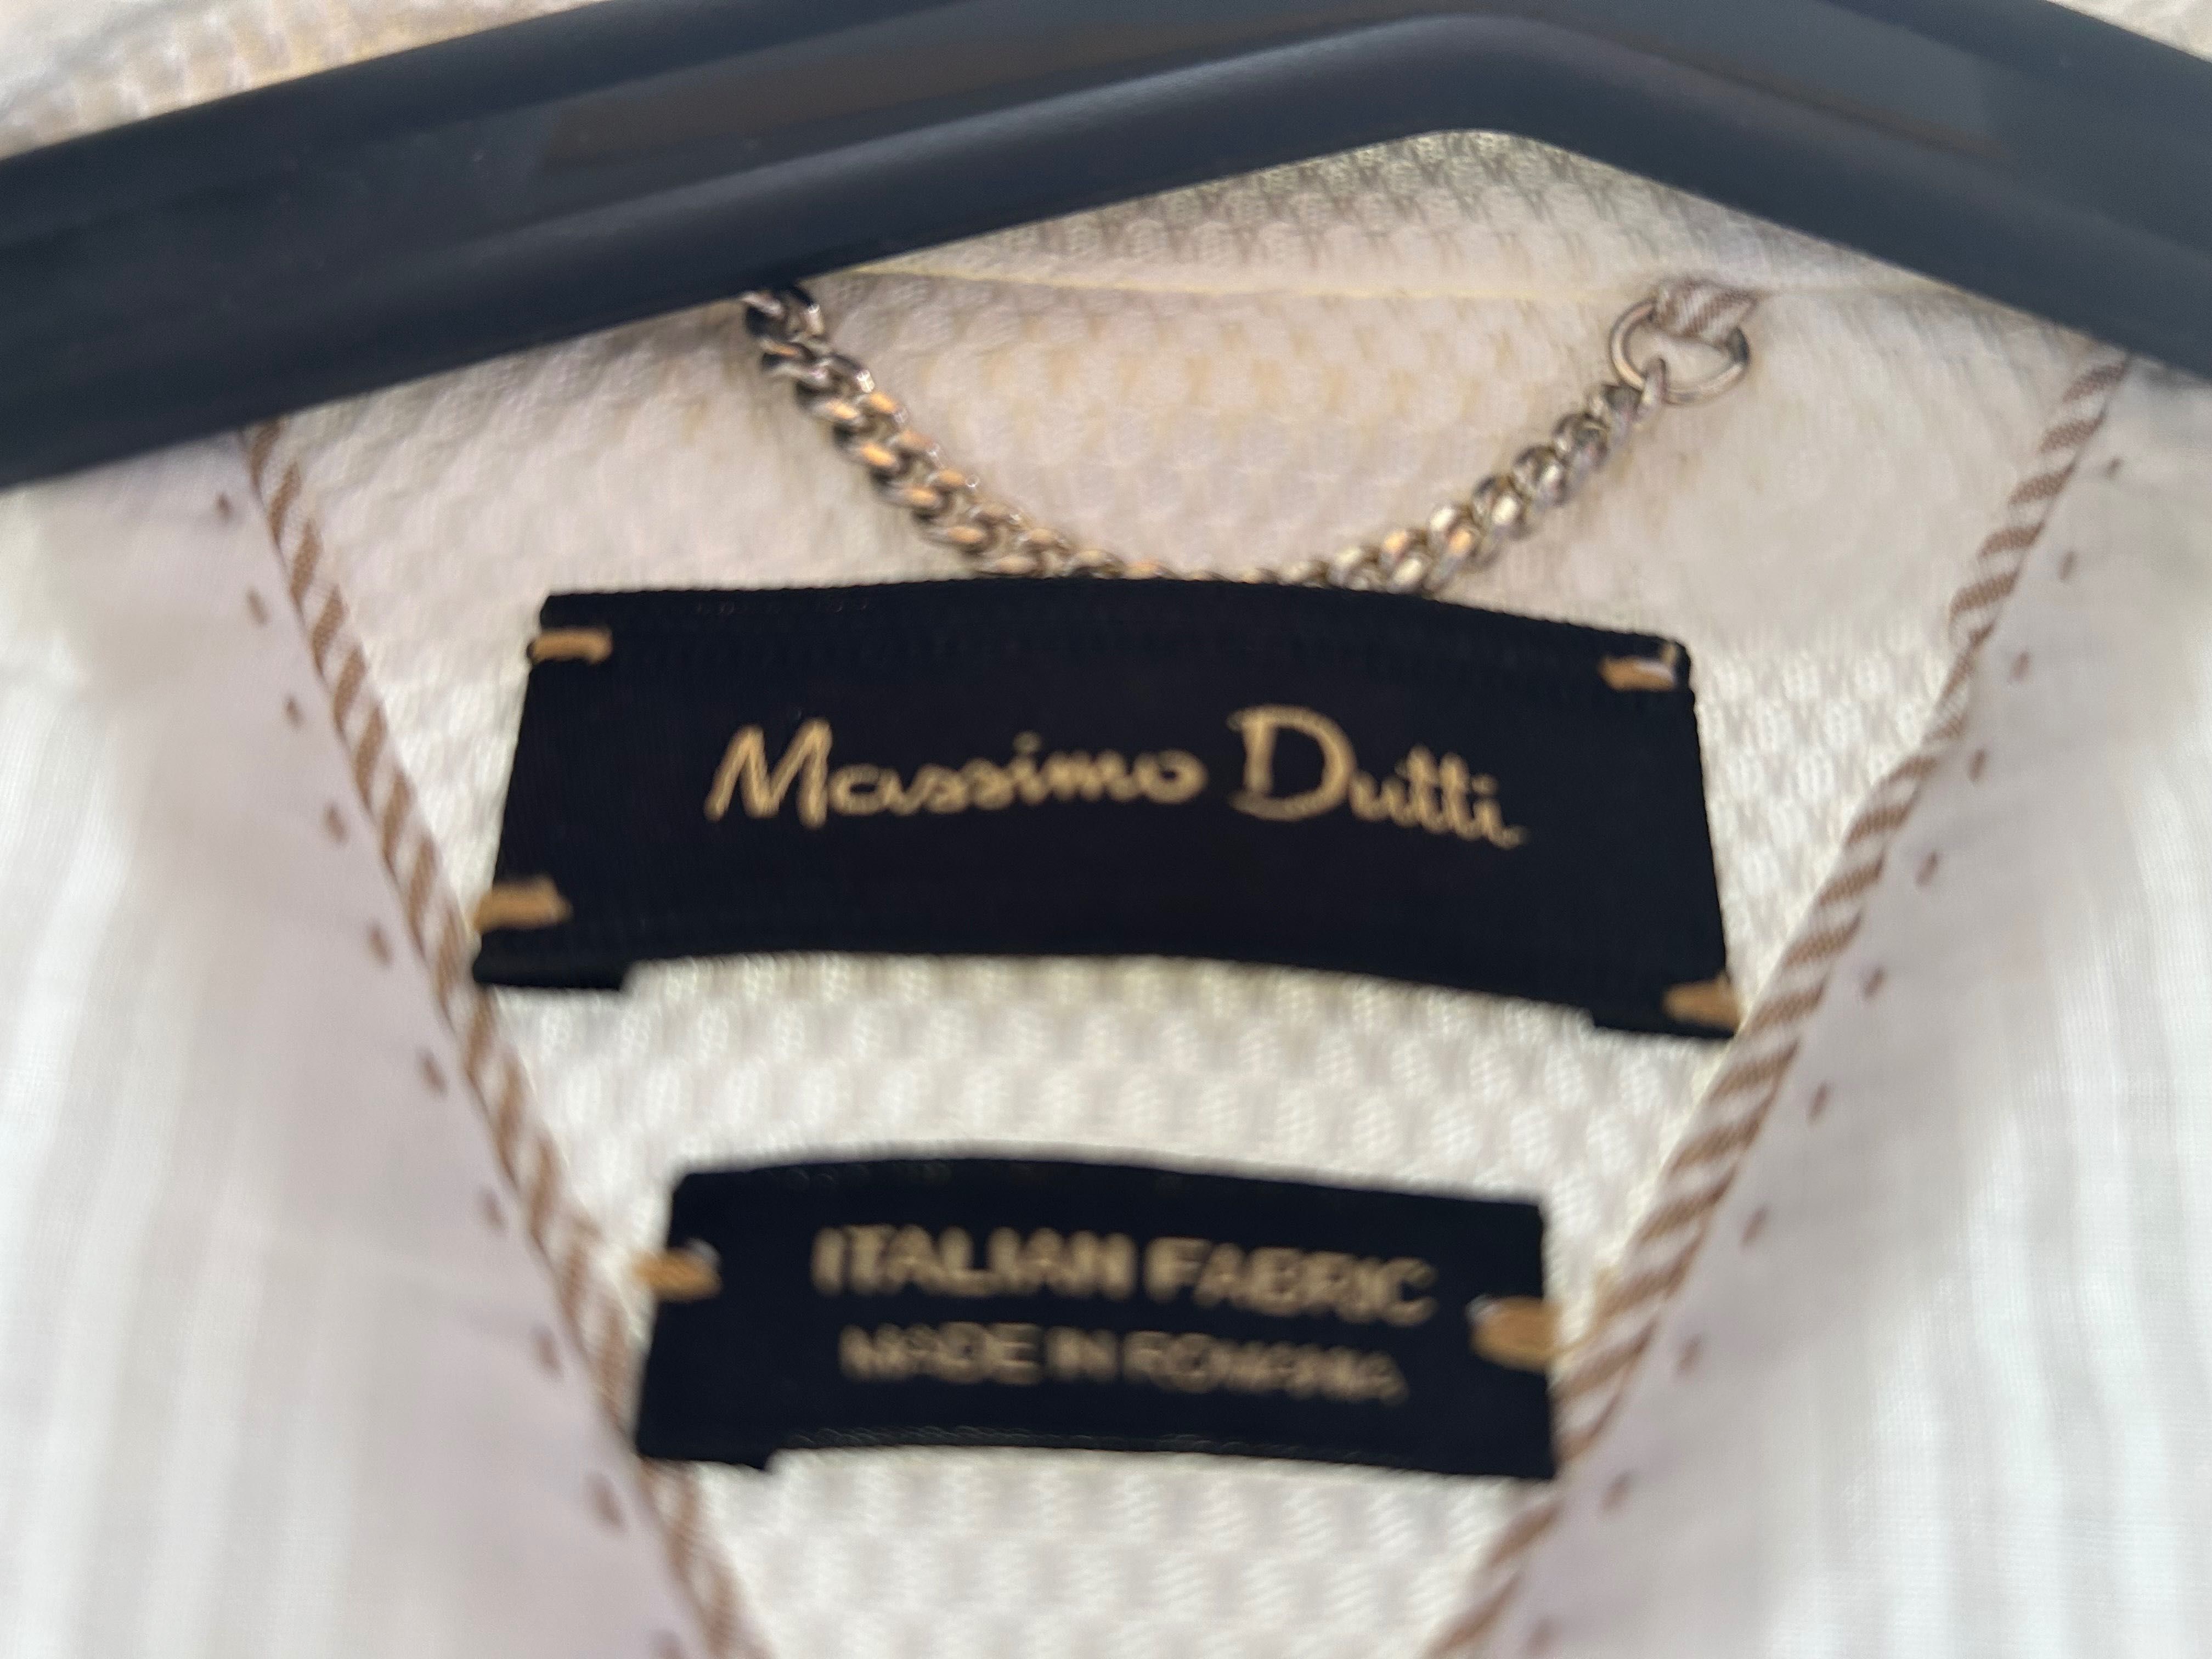 Massimo Dutti
ITALIAN FABRIC
MADE IN ROMANIA